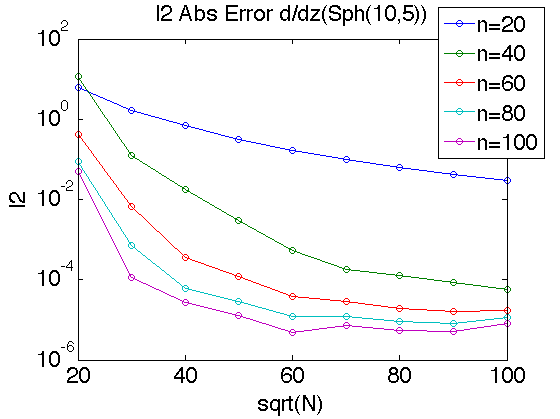 l2 Abs Error d/dz(Sph(10,5))
n=20
n=40
n=60
n=80
n=100
l2
10^2
10^0
10^-2
10^-4
10^-6
20 40 60 80 100
sqrt(N)